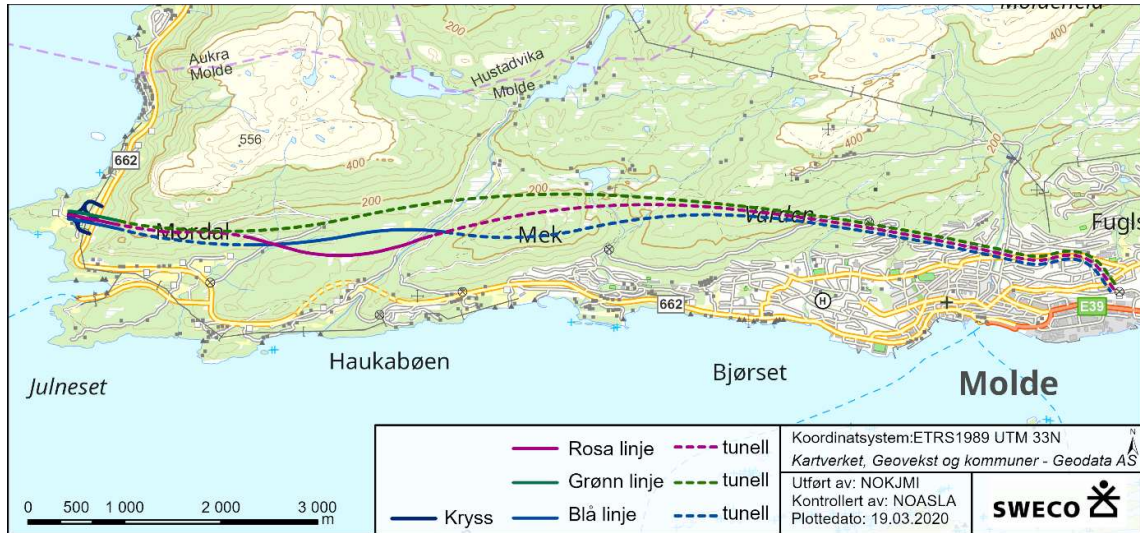 Moldeheia
400
200
400
Aukra
Molde
Hustadvika
Molde
556
400
662
200
200
Mordal
Mek
Varden
Fugls
662
H
E39
Haukabøen
Bjørset
Molde
Julneset
Rosa linje
tunell
Grønn linje
tunell
Kryss
Blå linje
tunell
0 500 1 000 2 000 3 000
m
Koordinatsystem:ETRS1989 UTM 33N
N
Kartverket, Geovekst og kommuner - Geodata AS
Utført av: NOKJMI
Kontrollert av: NOASLA
Plottedato: 19.03.2020
SWECO